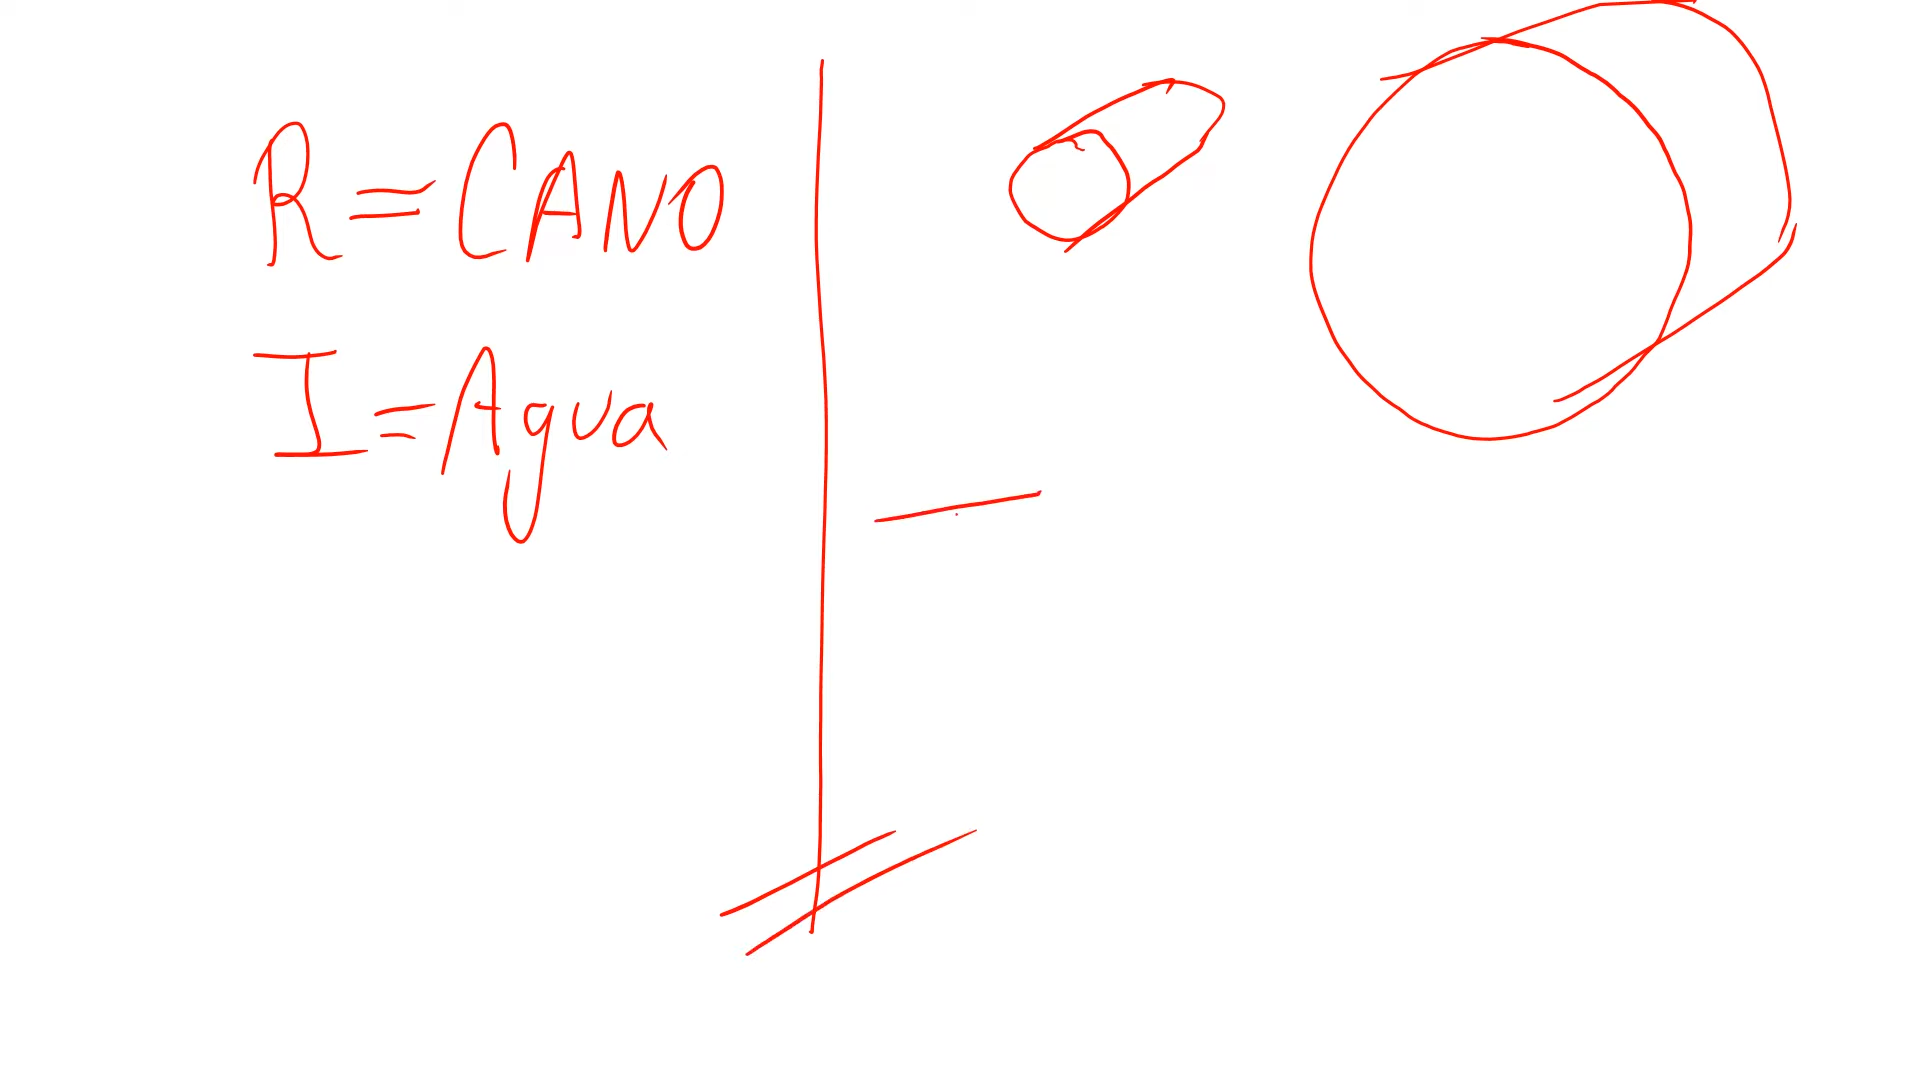 R = CANO
I = Agua